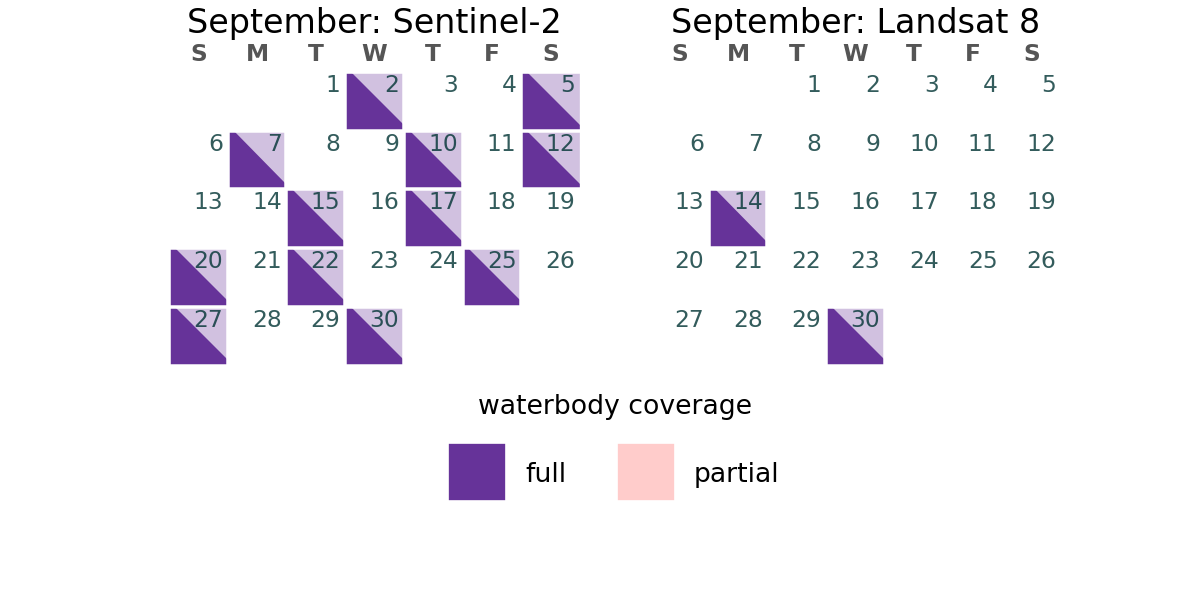 September: Sentinel-2
S M T W T F S
1 2 3 4 5
6 7 8 9 10 11 12
13 14 15 16 17 18 19
20 21 22 23 24 25 26
27 28 29 30
September: Landsat 8
S M T W T F S
1 2 3 4 5
6 7 8 9 10 11 12
13 14 15 16 17 18 19
20 21 22 23 24 25 26
27 28 29 30
waterbody coverage
full partial